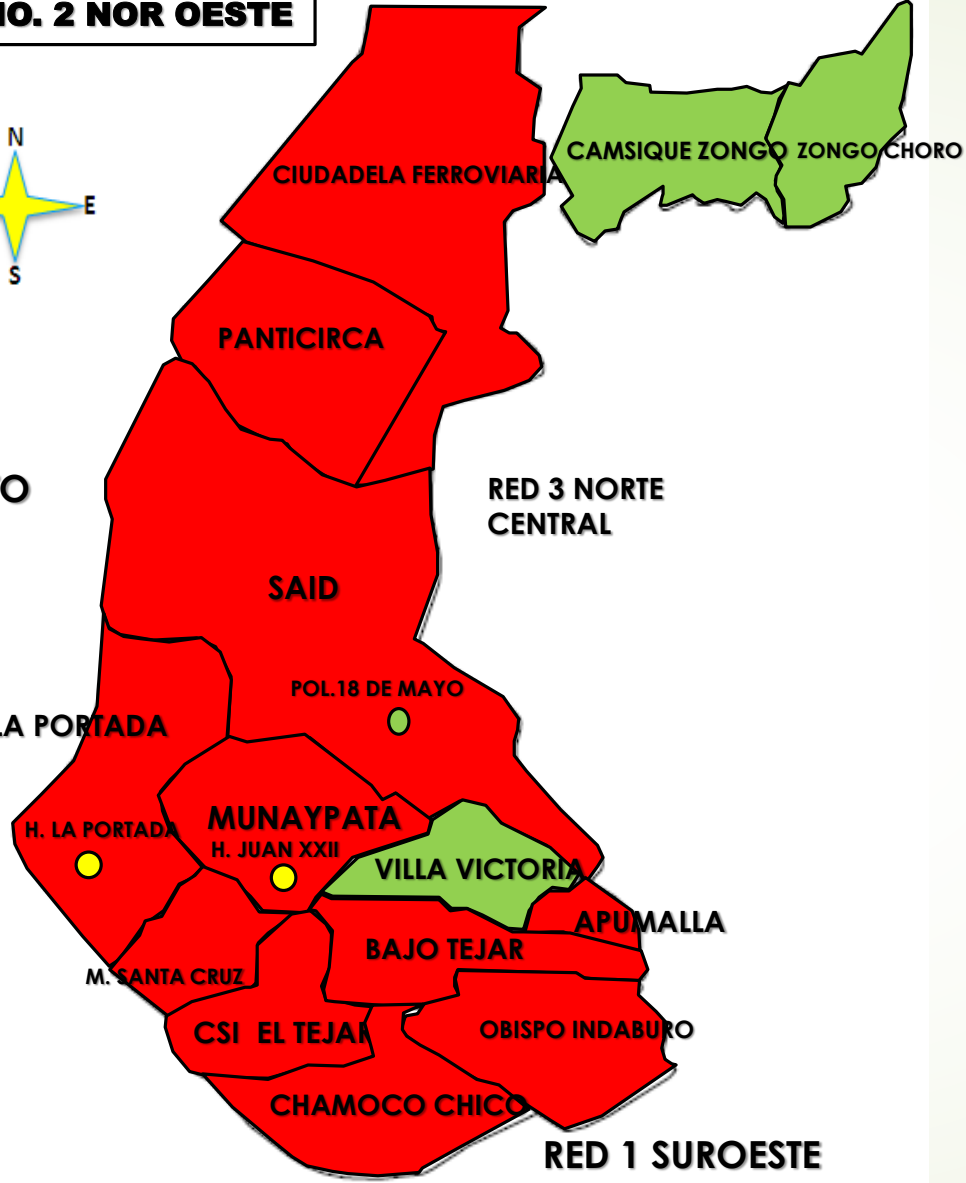 NO. 2 NOR OESTE
N
E
S
CIUDADELA FERROVIARIA
CAMSIQUE ZONGO
ZONGO CHORO
PANTICIRCA
O
RED 3 NORTE
CENTRAL
SAID
POL.18 DE MAYO
LA PORTADA
MUNAYPATA
H. LA PORTADA
H. JUAN XXII
VILLA VICTORIA
APUMALLA
BAJO TEJAR
M. SANTA CRUZ
CSI EL TEJAR
OBISPO INDABURO
CHAMOCO CHICO
RED 1 SUROESTE